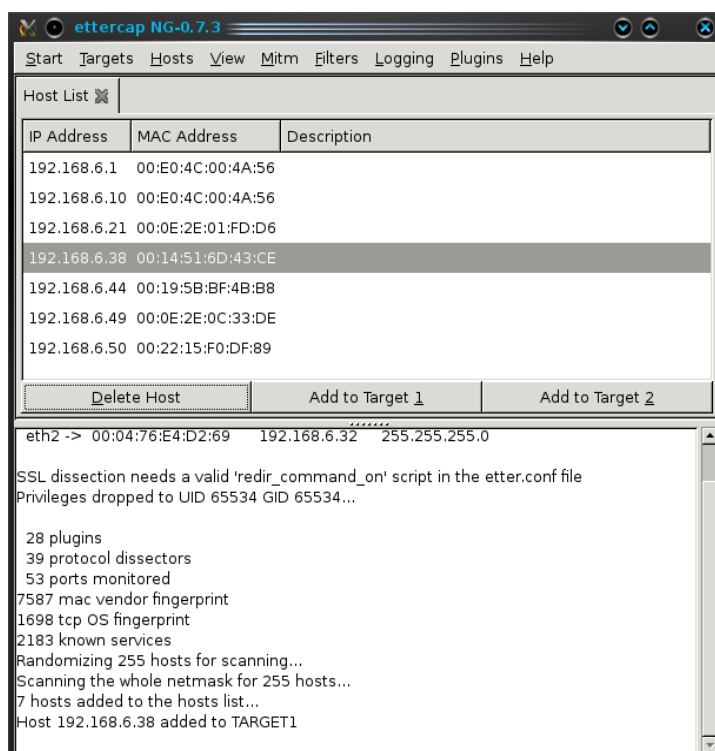 ettercap NG-0.7.3
Start Targets Hosts View Mitm Filters Logging Plugins Help
Host List
IP Address MAC Address Description
192.168.6.1 00:E0:4C:00:4A:56
192.168.6.10 00:E0:4C:00:4A:56
192.168.6.21 00:0E:2E:01:FD:D6
192.168.6.38 00:14:51:6D:43:CE
192.168.6.44 00:19:5B:BF:4B:B8
192.168.6.49 00:0E:2E:0C:33:DE
192.168.6.50 00:22:15:F0:DF:89
Delete Host Add to Target 1 Add to Target 2
eth2 -> 00:04:76:E4:D2:69 192.168.6.32 255.255.255.0
SSL dissection needs a valid 'redir_command_on' script in the etter.conf file
Privileges dropped to UID 65534 GID 65534...
28 plugins
39 protocol dissectors
53 ports monitored
7587 mac vendor fingerprint
1698 tcp OS fingerprint
2183 known services
Randomizing 255 hosts for scanning...
Scanning the whole netmask for 255 hosts...
7 hosts added to the hosts list...
Host 192.168.6.38 added to TARGET1